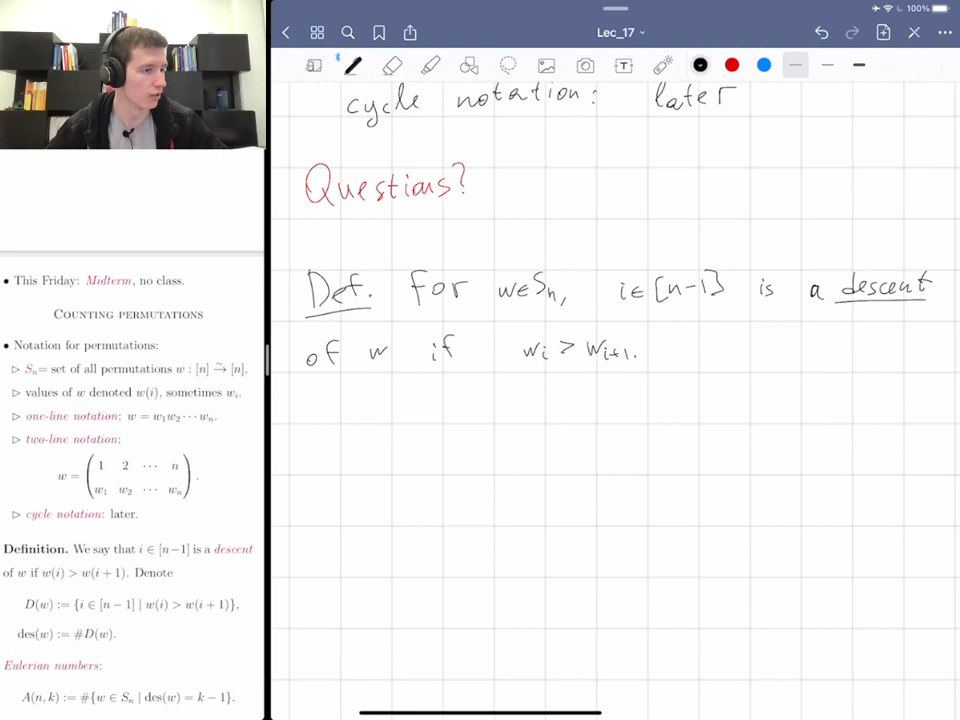 100%
Lec_17
cycle notation: later
Questions?
Def. For w∈Sₙ, i∈[n-1] is a descent
of w if wᵢ > wᵢ₊₁.
• This Friday: Midterm, no class.
COUNTING PERMUTATIONS
• Notation for permutations:
▷ Sₙ= set of all permutations w : [n] →̃ [n].
▷ values of w denoted w(i), sometimes wᵢ.
▷ one-line notation: w = w₁w₂⋯wₙ.
▷ two-line notation:
w = ( 1 2 ⋯ n
w₁ w₂ ⋯ wₙ ) .
▷ cycle notation: later.
Definition. We say that i ∈ [n−1] is a descent
of w if w(i) > w(i + 1). Denote
D(w) := {i ∈ [n − 1] | w(i) > w(i + 1)},
des(w) := #D(w).
Eulerian numbers:
A(n, k) := #{w ∈ Sₙ | des(w) = k − 1}.